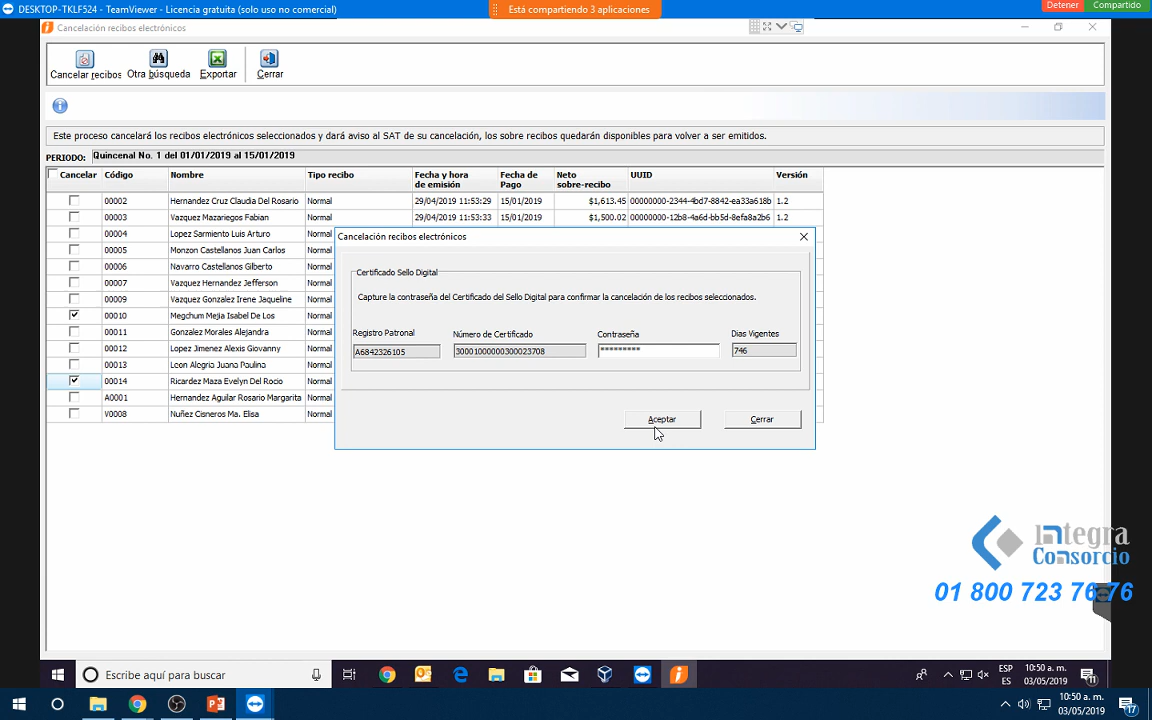 DESKTOP-TKLF524 - TeamViewer - Licencia gratuita (solo uso no comercial)
Está compartiendo 3 aplicaciones
Detener
Compartido
Cancelación recibos electrónicos
Cancelar recibos
Otra búsqueda
Exportar
Cerrar
Este proceso cancelará los recibos electrónicos seleccionados y dará aviso al SAT de su cancelación, los sobre recibos quedarán disponibles para volver a ser emitidos.
PERIODO: Quincenal No. 1 del 01/01/2019 al 15/01/2019
Cancelar Código Nombre Tipo recibo Fecha y hora de emisión Fecha de Pago Neto sobre-recibo UUID Versión
00002 Hernandez Cruz Claudia Del Rosario Normal 29/04/2019 11:53:29 15/01/2019 $1,613.45 00000000-2344-4bd7-8842-ea33a618b 1.2
00003 Vazquez Mazariegos Fabian Normal 29/04/2019 11:53:33 15/01/2019 $1,500.02 00000000-12b8-4a6d-bb5d-8efa8a2b6 1.2
00004 Lopez Sarmiento Luis Arturo Normal
00005 Monzon Castellanos Juan Carlos Normal
00006 Navarro Castellanos Gilberto Normal
00007 Vazquez Hernandez Jefferson Normal
00009 Vazquez Gonzalez Irene Jaqueline Normal
00010 Megchum Mejia Isabel De Los Normal
00011 Gonzalez Morales Alejandra Normal
00012 Lopez Jimenez Alexis Giovanny Normal
00013 Leon Alegria Juana Paulina Normal
00014 Ricardez Maza Evelyn Del Rocio Normal
A0001 Hernandez Aguilar Rosario Margarita Normal
V0008 Nuñez Cisneros Ma. Elisa Normal
Cancelación recibos electrónicos
Certificado Sello Digital
Capture la contraseña del Certificado del Sello Digital para confirmar la cancelación de los recibos seleccionados.
Registro Patronal Número de Certificado Contraseña Dias Vigentes
A6842326105 30001000000300023708 ********* 746
Aceptar
Cerrar
Integra
Consorcio
01 800 723 76 76
Escribe aquí para buscar
ESP
ES
10:50 a. m.
03/05/2019
11
10:50 a. m.
03/05/2019
17